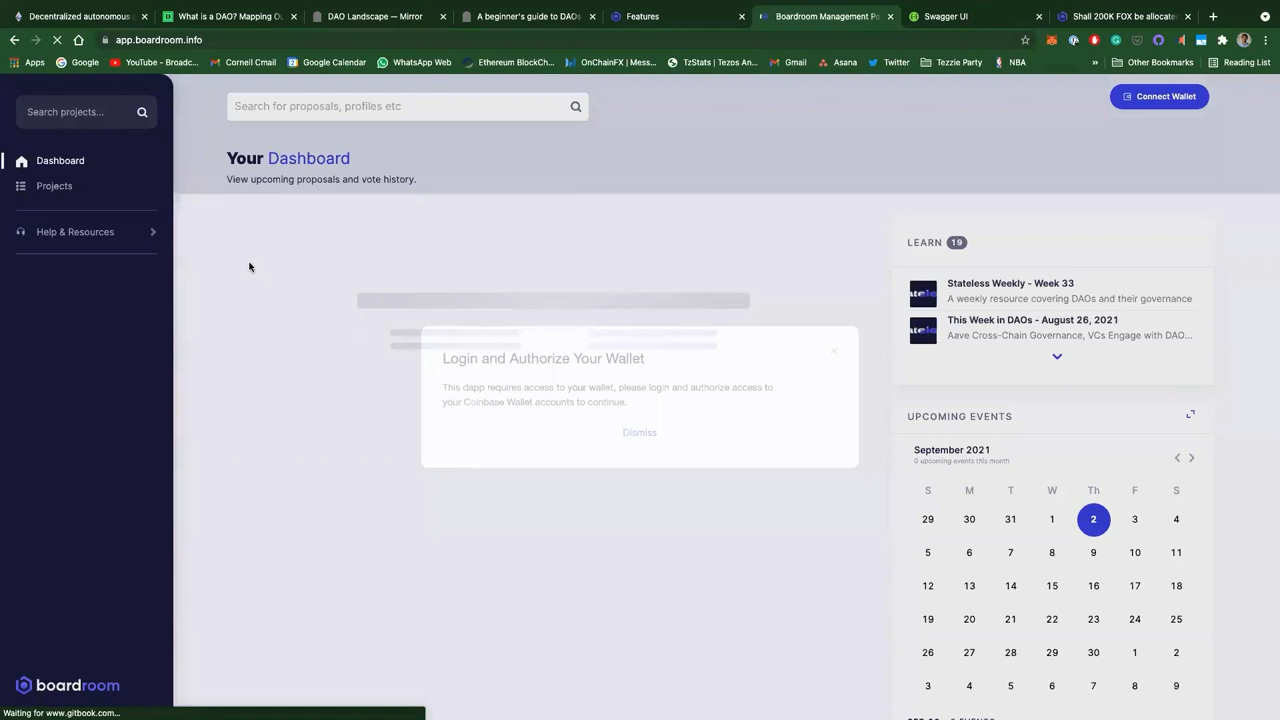 Decentralized autonomous o
What is a DAO? Mapping O
DAO Landscape — Mirror
A beginner's guide to DAOs
Features
Boardroom Management Po
Swagger UI
Shall 200K FOX be allocate
app.boardroom.info
Apps
Google
YouTube - Broadc...
Cornell Gmail
Google Calendar
WhatsApp Web
Ethereum BlockCh...
OnChainFX | Mess...
TzStats | Tezos An...
Gmail
Asana
Twitter
Tezzie Party
NBA
»
Other Bookmarks
Reading List
Search projects...
Search for proposals, profiles etc
Connect Wallet
Dashboard
Projects
Help & Resources
Your Dashboard
View upcoming proposals and vote history.
Login and Authorize Your Wallet
This dapp requires access to your wallet, please login and authorize access to
your Coinbase Wallet accounts to continue.
Dismiss
LEARN 19
Stateless Weekly - Week 33
A weekly resource covering DAOs and their governance
This Week in DAOs - August 26, 2021
Aave Cross-Chain Governance, VCs Engage with DAO...
UPCOMING EVENTS
September 2021
0 upcoming events this month
S M T W Th F S
29 30 31 1 2 3 4
5 6 7 8 9 10 11
12 13 14 15 16 17 18
19 20 21 22 23 24 25
26 27 28 29 30 1 2
3 4 5 6 7 8 9
boardroom
Waiting for www.gitbook.com...